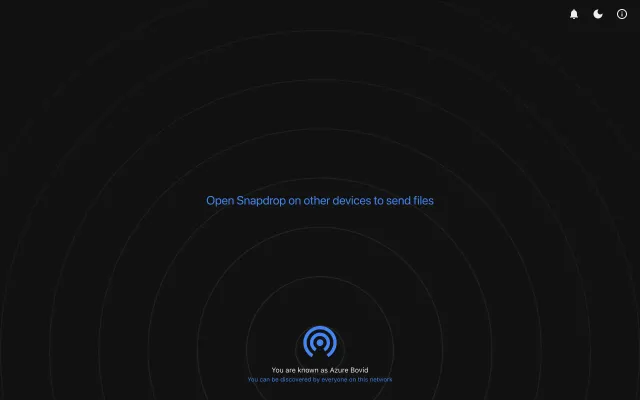 Open Snapdrop on other devices to send files
You are known as Azure Bovid
You can be discovered by everyone on this network